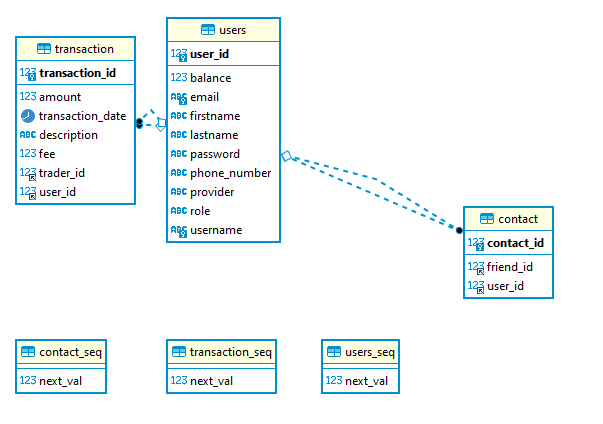 transaction
123 transaction_id
123 amount
transaction_date
ABC description
123 fee
123 trader_id
123 user_id
users
123 user_id
123 balance
ABC email
ABC firstname
ABC lastname
ABC password
ABC phone_number
ABC provider
ABC role
ABC username
contact
123 contact_id
123 friend_id
123 user_id
contact_seq
123 next_val
transaction_seq
123 next_val
users_seq
123 next_val